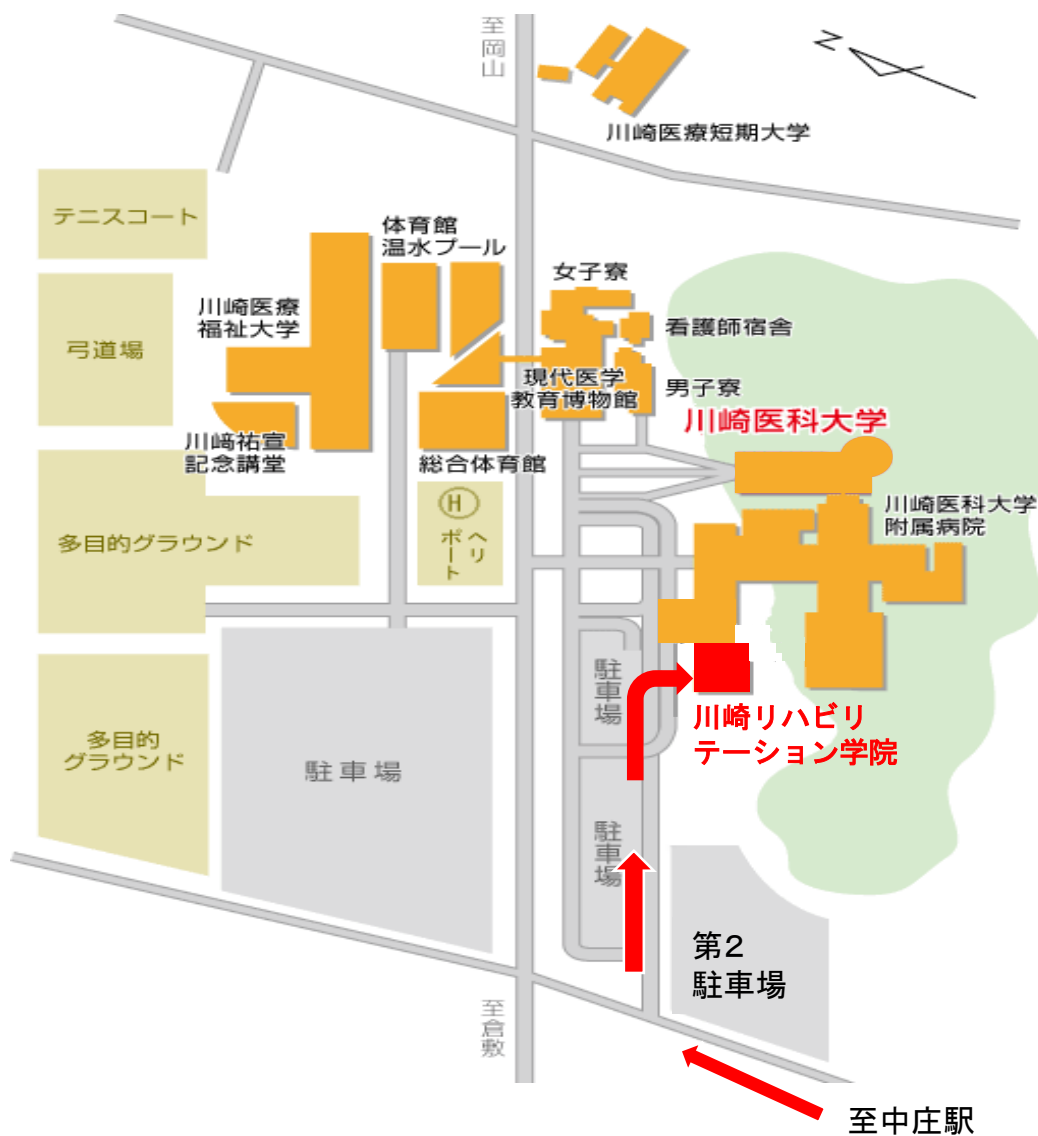 至岡山
N
川崎医療短期大学
テニスコート
体育館
温水プール
女子寮
川崎医療
福祉大学
看護師宿舎
弓道場
現代医学
教育博物館
男子寮
川崎医科大学
川﨑祐宣
記念講堂
総合体育館
H
ヘリ
ポート
川崎医科大学
附属病院
多目的グラウンド
駐車場
川崎リハビリ
テーション学院
多目的
グラウンド
駐車場
駐車場
第2
駐車場
至倉敷
至中庄駅